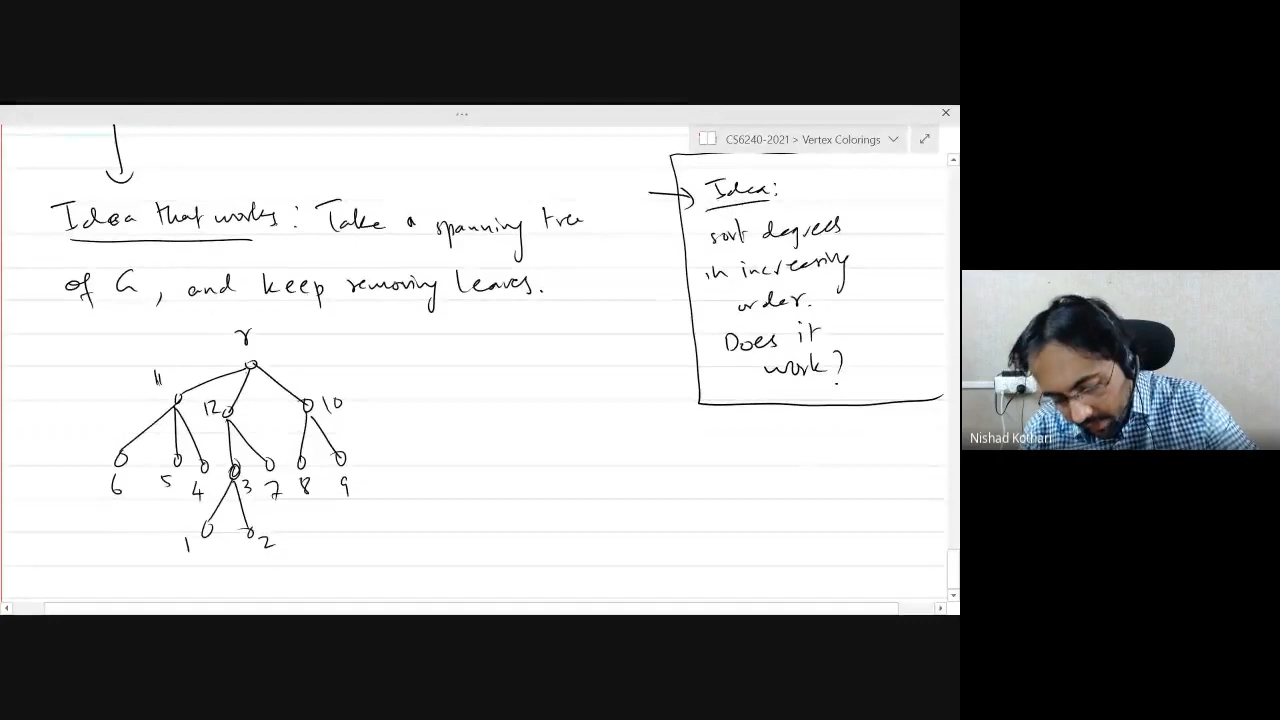 CS6240-2021 > Vertex Colorings
Idea that works: Take a spanning tree
of G, and keep removing leaves.
Idea:
sort degrees
in increasing
order.
Does it
work?
r
11
12
10
6
5
4
3
7
8
9
1
2
Nishad Kothari